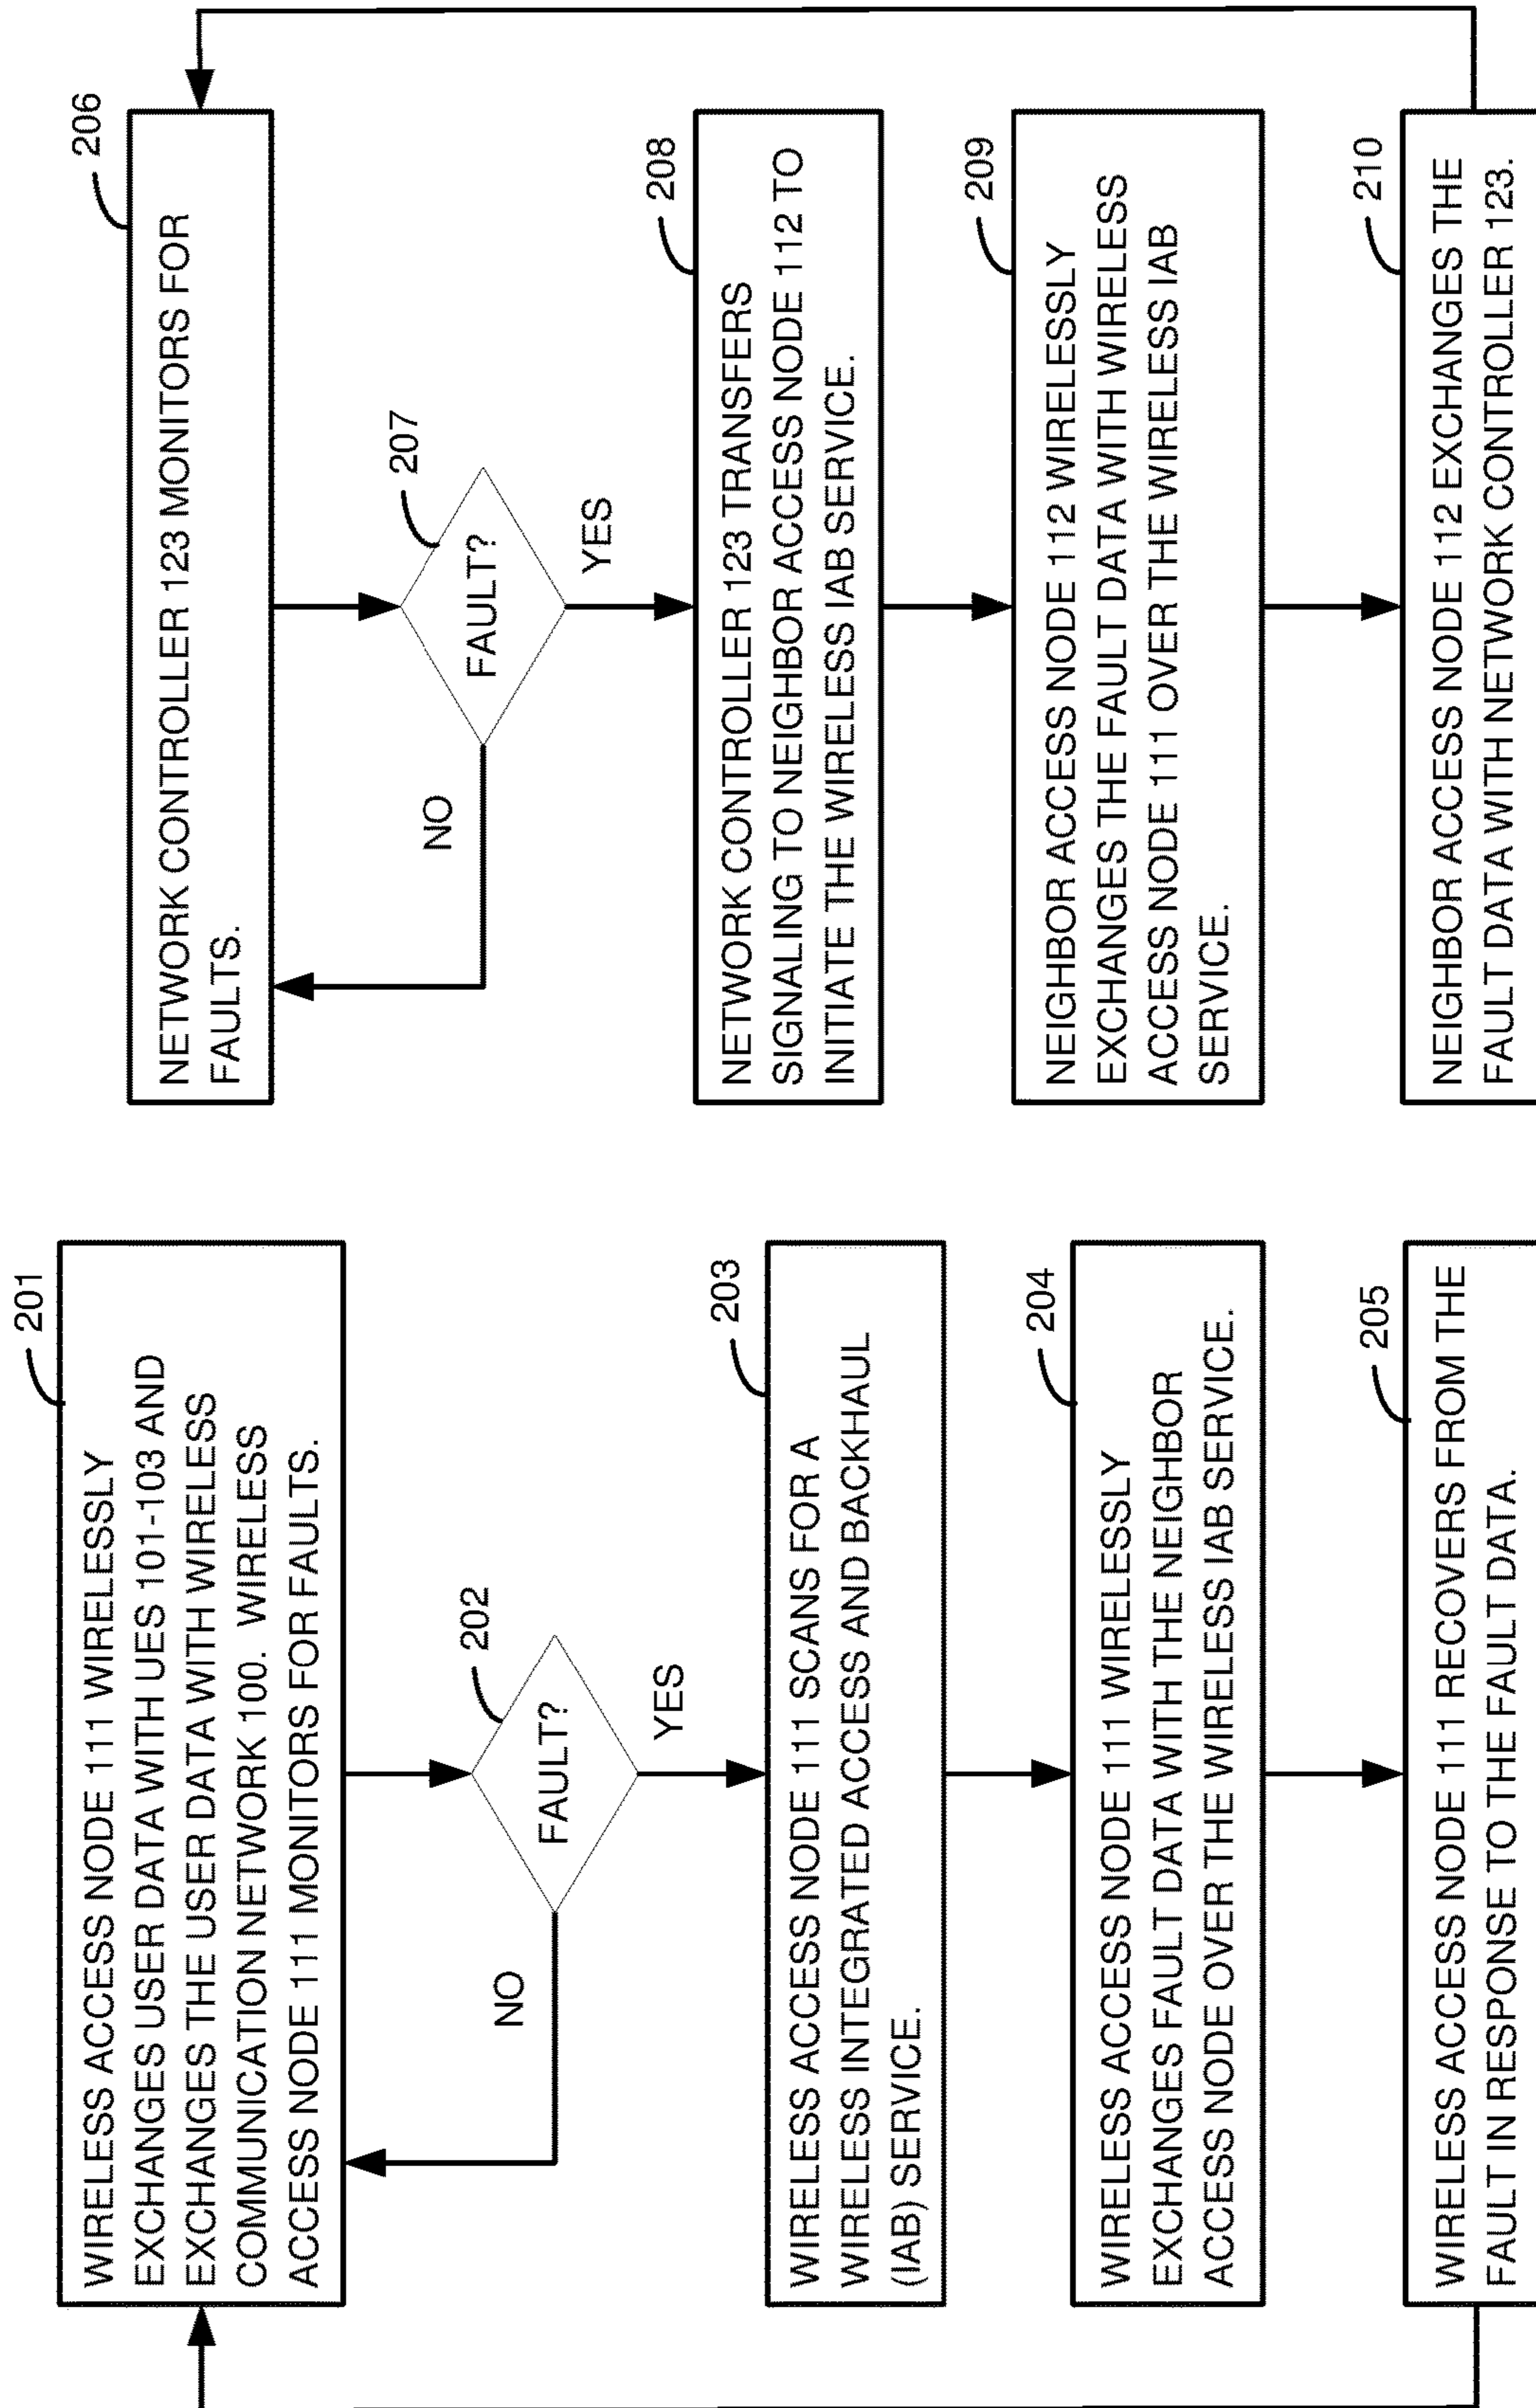 201
WIRELESS ACCESS NODE 111 WIRELESSLY
EXCHANGES USER DATA WITH UES 101-103 AND
EXCHANGES THE USER DATA WITH WIRELESS
COMMUNICATION NETWORK 100. WIRELESS
ACCESS NODE 111 MONITORS FOR FAULTS.
202
FAULT?
NO
YES
203
WIRELESS ACCESS NODE 111 SCANS FOR A
WIRELESS INTEGRATED ACCESS AND BACKHAUL
(IAB) SERVICE.
204
WIRELESS ACCESS NODE 111 WIRELESSLY
EXCHANGES FAULT DATA WITH THE NEIGHBOR
ACCESS NODE OVER THE WIRELESS IAB SERVICE.
205
WIRELESS ACCESS NODE 111 RECOVERS FROM THE
FAULT IN RESPONSE TO THE FAULT DATA.
206
NETWORK CONTROLLER 123 MONITORS FOR
FAULTS.
207
FAULT?
NO
YES
208
NETWORK CONTROLLER 123 TRANSFERS
SIGNALING TO NEIGHBOR ACCESS NODE 112 TO
INITIATE THE WIRELESS IAB SERVICE.
209
NEIGHBOR ACCESS NODE 112 WIRELESSLY
EXCHANGES THE FAULT DATA WITH WIRELESS
ACCESS NODE 111 OVER THE WIRELESS IAB
SERVICE.
210
NEIGHBOR ACCESS NODE 112 EXCHANGES THE
FAULT DATA WITH NETWORK CONTROLLER 123.